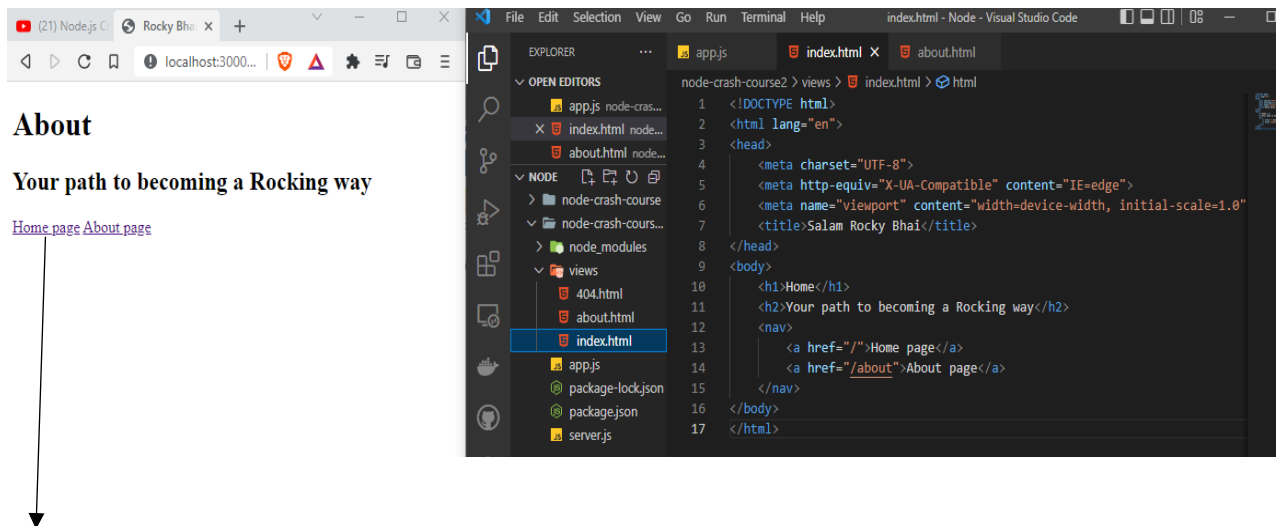 (21) Node.js C
Rocky Bha
localhost:3000...
About
Your path to becoming a Rocking way
Home page About page
File Edit Selection View Go Run Terminal Help
index.html - Node - Visual Studio Code
EXPLORER
OPEN EDITORS
app.js node-cras...
index.html node...
about.html node...
NODE
node-crash-course
node-crash-cours...
node_modules
views
404.html
about.html
index.html
app.js
package-lock.json
package.json
server.js
app.js index.html about.html
node-crash-course2 > views > index.html > html
1 <!DOCTYPE html>
2 <html lang="en">
3 <head>
4 <meta charset="UTF-8">
5 <meta http-equiv="X-UA-Compatible" content="IE=edge">
6 <meta name="viewport" content="width=device-width, initial-scale=1.0"
7 <title>Salam Rocky Bhai</title>
8 </head>
9 <body>
10 <h1>Home</h1>
11 <h2>Your path to becoming a Rocking way</h2>
12 <nav>
13 <a href="/">Home page</a>
14 <a href="/about">About page</a>
15 </nav>
16 </body>
17 </html>